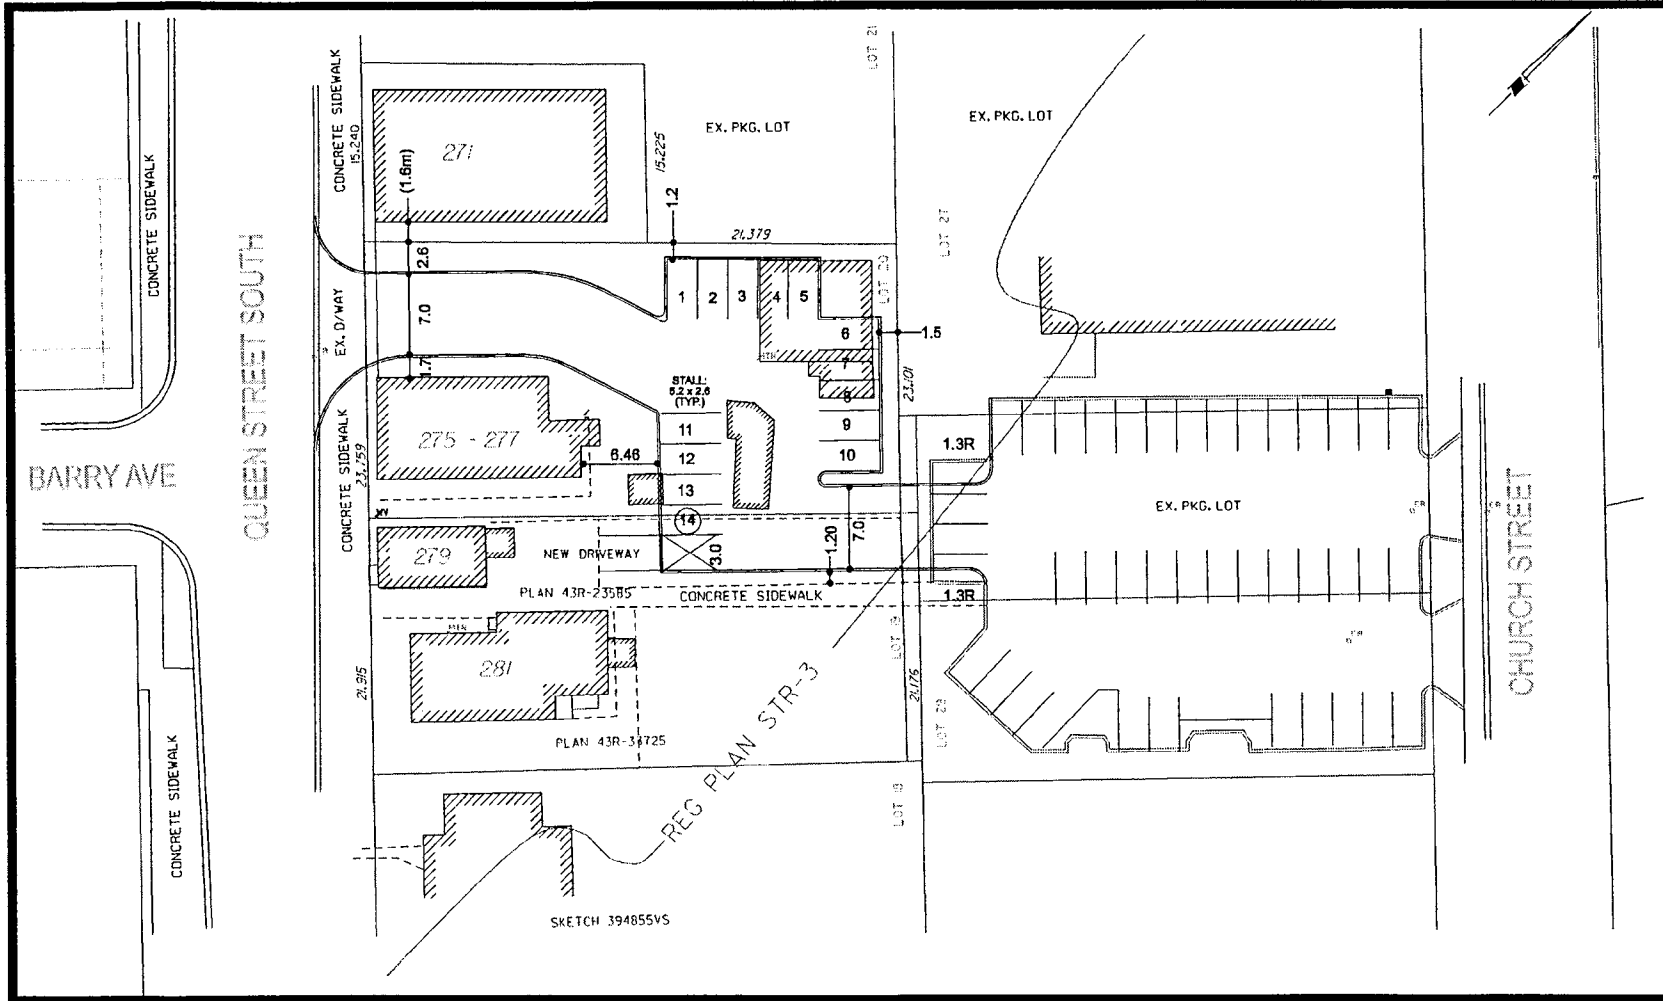 CONCRETE SIDEWALK
BARRY AVE
CONCRETE SIDEWALK
QUEEN STREET SOUTH
CONCRETE SIDEWALK
15.240
EX. D/WAY
CONCRETE SIDEWALK
23.759
21.915
271
(1.6m)
2.6
7.0
1.7
275 - 277
6.46
279
NEW DRIVEWAY
PLAN 43R-23585
281
SKETCH 394855VS
REG PLAN STR-3
EX. PKG. LOT
15.225
1.2
21.379
LOT 21
LOT 20
1
2
3
4
5
6
7
8
9
10
STALL:
5.2 x 2.6
(TYP.)
11
12
13
14
3.0
1.20
7.0
CONCRETE SIDEWALK
1.5
23.101
LOT 19
21.176
LOT 18
EX. PKG. LOT
LOT 27
LOT 28
1.3R
1.3R
EX. PKG. LOT
CHURCH STREET